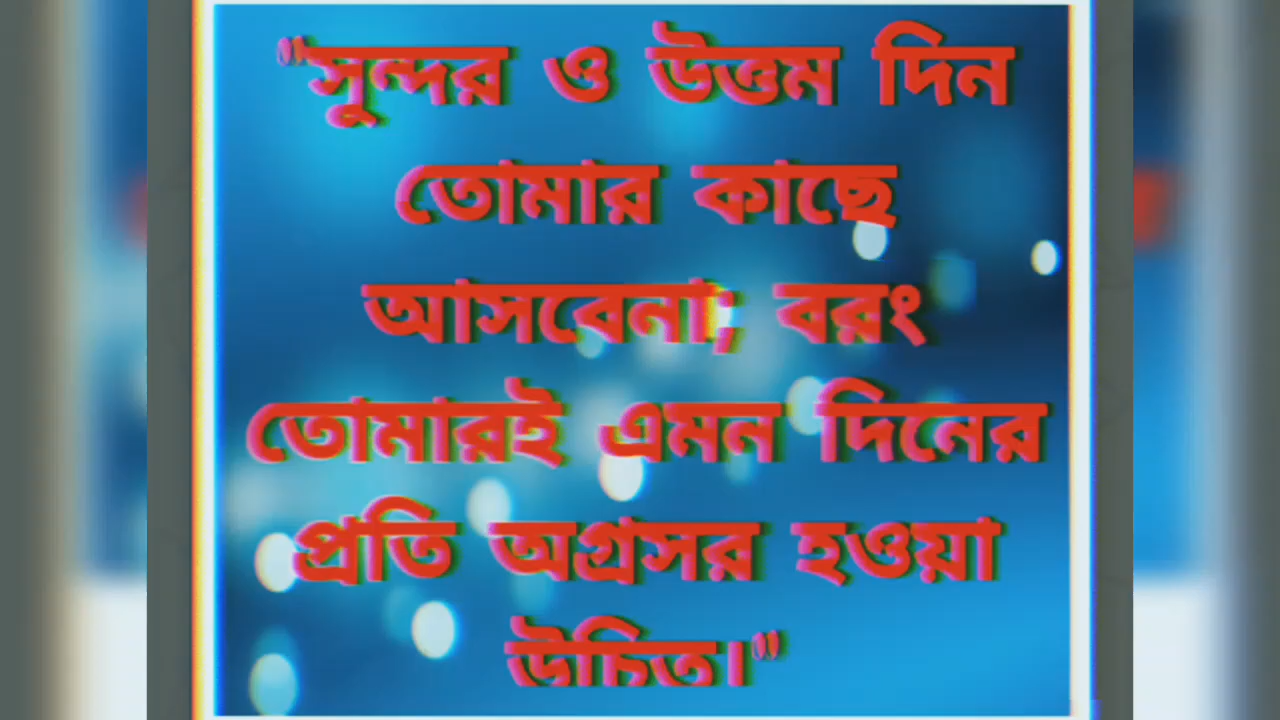 "সুন্দর ও উত্তম দিন
তোমার কাছে
আসবেনা; বরং
তোমারই এমন দিনের
প্রতি অগ্রসর হওয়া
উচিত।"